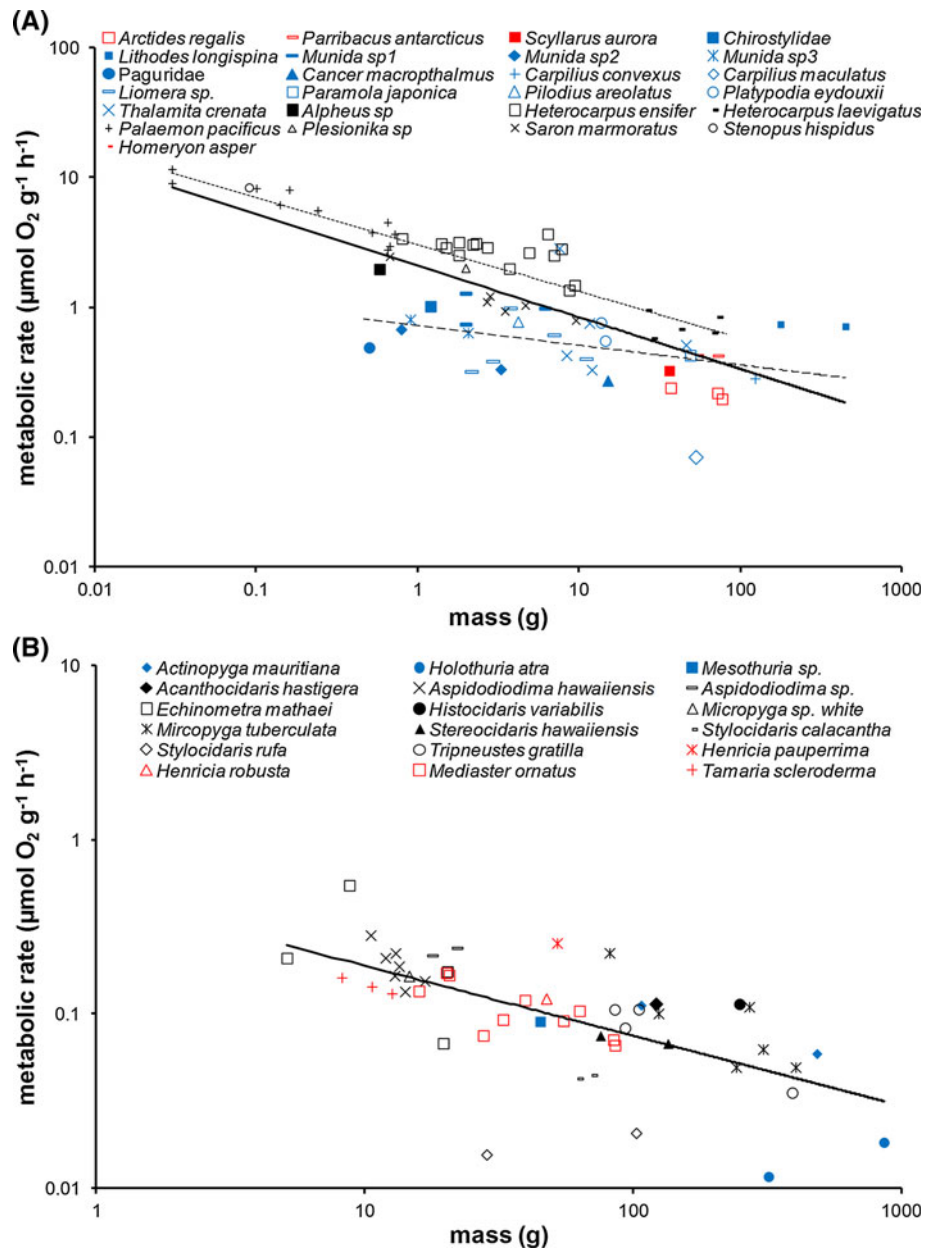 (A)
Arctides regalis Parribacus antarcticus Scyllarus aurora Chirostylidae
Lithodes longispina Munida sp1 Munida sp2 Munida sp3
Paguridae Cancer macropthalmus Carpilius convexus Carpilius maculatus
Liomera sp. Paramola japonica Pilodius areolatus Platypodia eydouxii
Thalamita crenata Alpheus sp Heterocarpus ensifer Heterocarpus laevigatus
Palaemon pacificus Plesionika sp Saron marmoratus Stenopus hispidus
Homeryon asper
metabolic rate (µmol O₂ g⁻¹ h⁻¹)
100
10
1
0.1
0.01
0.01 0.1 1 10 100 1000
mass (g)
(B)
Actinopyga mauritiana Holothuria atra Mesothuria sp.
Acanthocidaris hastigera Aspidodiodima hawaiiensis Aspidodiodima sp.
Echinometra mathaei Histocidaris variabilis Micropyga sp. white
Mircopyga tuberculata Stereocidaris hawaiiensis Stylocidaris calacantha
Stylocidaris rufa Tripneustes gratilla Henricia pauperrima
Henricia robusta Mediaster ornatus Tamaria scleroderma
metabolic rate (µmol O₂ g⁻¹ h⁻¹)
10
1
0.1
0.01
1 10 100 1000
mass (g)